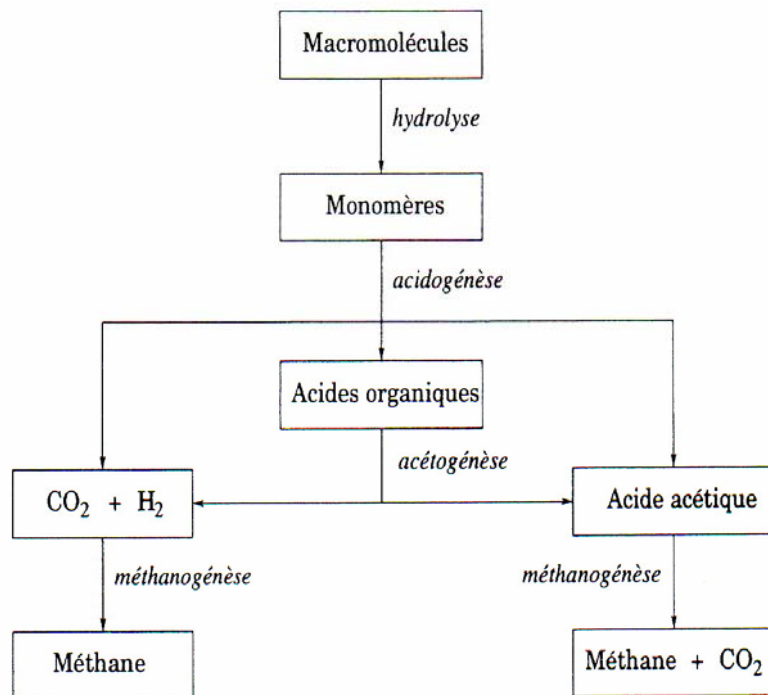 Macromolécules
hydrolyse
Monomères
acidogénèse
Acides organiques
acétogénèse
CO₂ + H₂
Acide acétique
méthanogénèse
méthanogénèse
Méthane
Méthane + CO₂